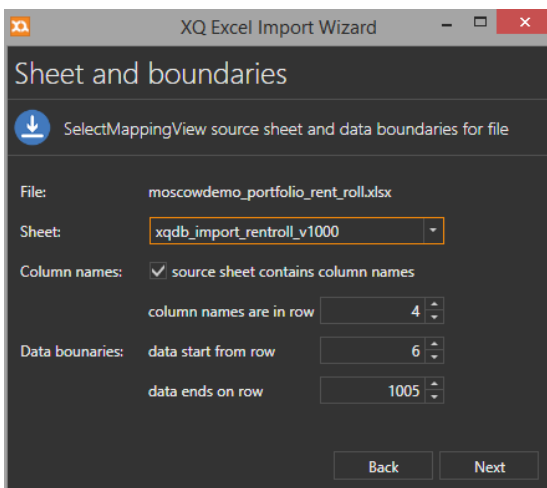 XQ XQ Excel Import Wizard
Sheet and boundaries
SelectMappingView source sheet and data boundaries for file
File: moscowdemo_portfolio_rent_roll.xlsx
Sheet: xqdb_import_rentroll_v1000
Column names: source sheet contains column names
column names are in row 4
Data bounaries: data start from row 6
data ends on row 1005
Back Next